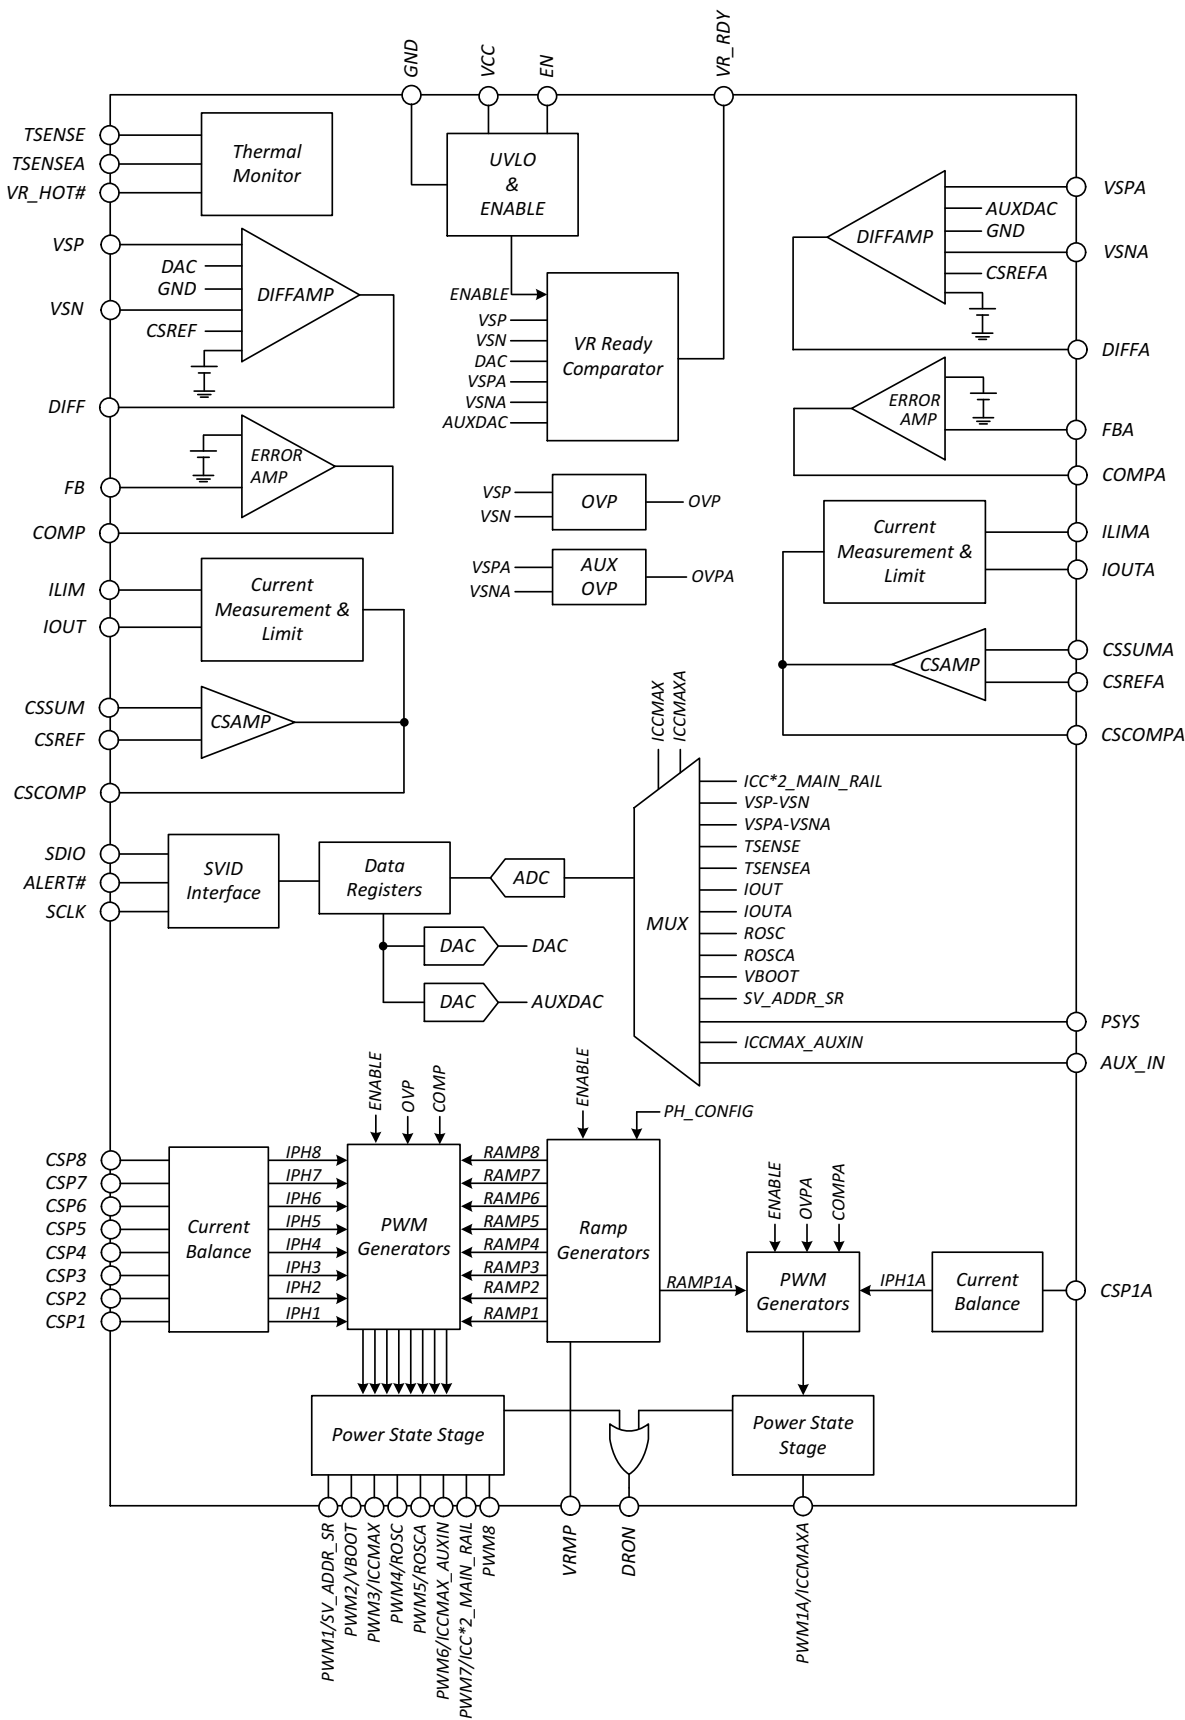 GND
VCC
EN
VR_RDY
TSENSE
TSENSEA
VR_HOT#
Thermal
Monitor
UVLO
&
ENABLE
VSP
DAC
GND
VSN
CSREF
DIFFAMP
DIFF
ERROR
AMP
FB
COMP
ENABLE
VSP
VSN
DAC
VSPA
VSNA
AUXDAC
VR Ready
Comparator
VSPA
AUXDAC
GND
VSNA
CSREFA
DIFFAMP
DIFFA
ERROR
AMP
FBA
COMPA
VSP
VSN
OVP
OVP
VSPA
VSNA
AUX
OVP
OVPA
ILIM
IOUT
Current
Measurement &
Limit
CSSUM
CSREF
CSAMP
CSCOMP
Current
Measurement &
Limit
ILIMA
IOUTA
CSAMP
CSSUMA
CSREFA
CSCOMPA
SDIO
ALERT#
SCLK
SVID
Interface
Data
Registers
ADC
DAC
DAC
DAC
AUXDAC
ICCMAX
ICCMAXA
MUX
ICC*2_MAIN_RAIL
VSP-VSN
VSPA-VSNA
TSENSE
TSENSEA
IOUT
IOUTA
ROSC
ROSCA
VBOOT
SV_ADDR_SR
PSYS
ICCMAX_AUXIN
AUX_IN
ENABLE
OVP
COMP
ENABLE
PH_CONFIG
CSP8
CSP7
CSP6
CSP5
CSP4
CSP3
CSP2
CSP1
Current
Balance
IPH8
IPH7
IPH6
IPH5
IPH4
IPH3
IPH2
IPH1
PWM
Generators
RAMP8
RAMP7
RAMP6
RAMP5
RAMP4
RAMP3
RAMP2
RAMP1
Ramp
Generators
RAMP1A
ENABLE
OVPA
COMPA
PWM
Generators
IPH1A
Current
Balance
CSP1A
Power State Stage
Power State
Stage
PWM1/SV_ADDR_SR
PWM2/VBOOT
PWM3/ICCMAX
PWM4/ROSC
PWM5/ROSCA
PWM6/ICCMAX_AUXIN
PWM7/ICC*2_MAIN_RAIL
PWM8
VRMP
DRON
PWM1A/ICCMAXA